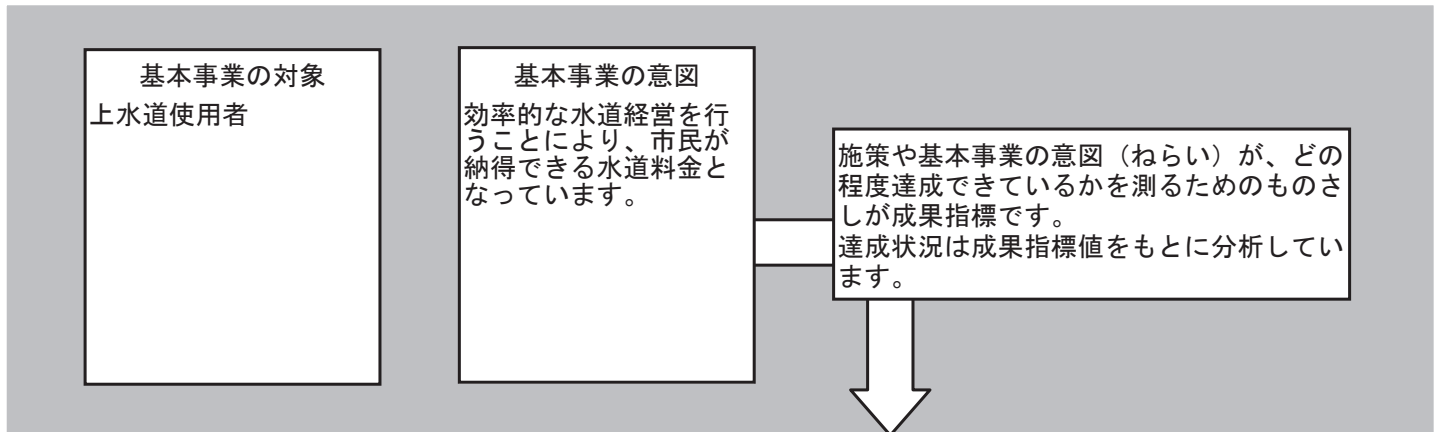 基本事業の対象
上水道使用者
基本事業の意図
効率的な水道経営を行
うことにより、市民が
納得できる水道料金と
なっています。
施策や基本事業の意図（ねらい）が、どの
程度達成できているかを測るためのものさ
しが成果指標です。
達成状況は成果指標値をもとに分析してい
ます。